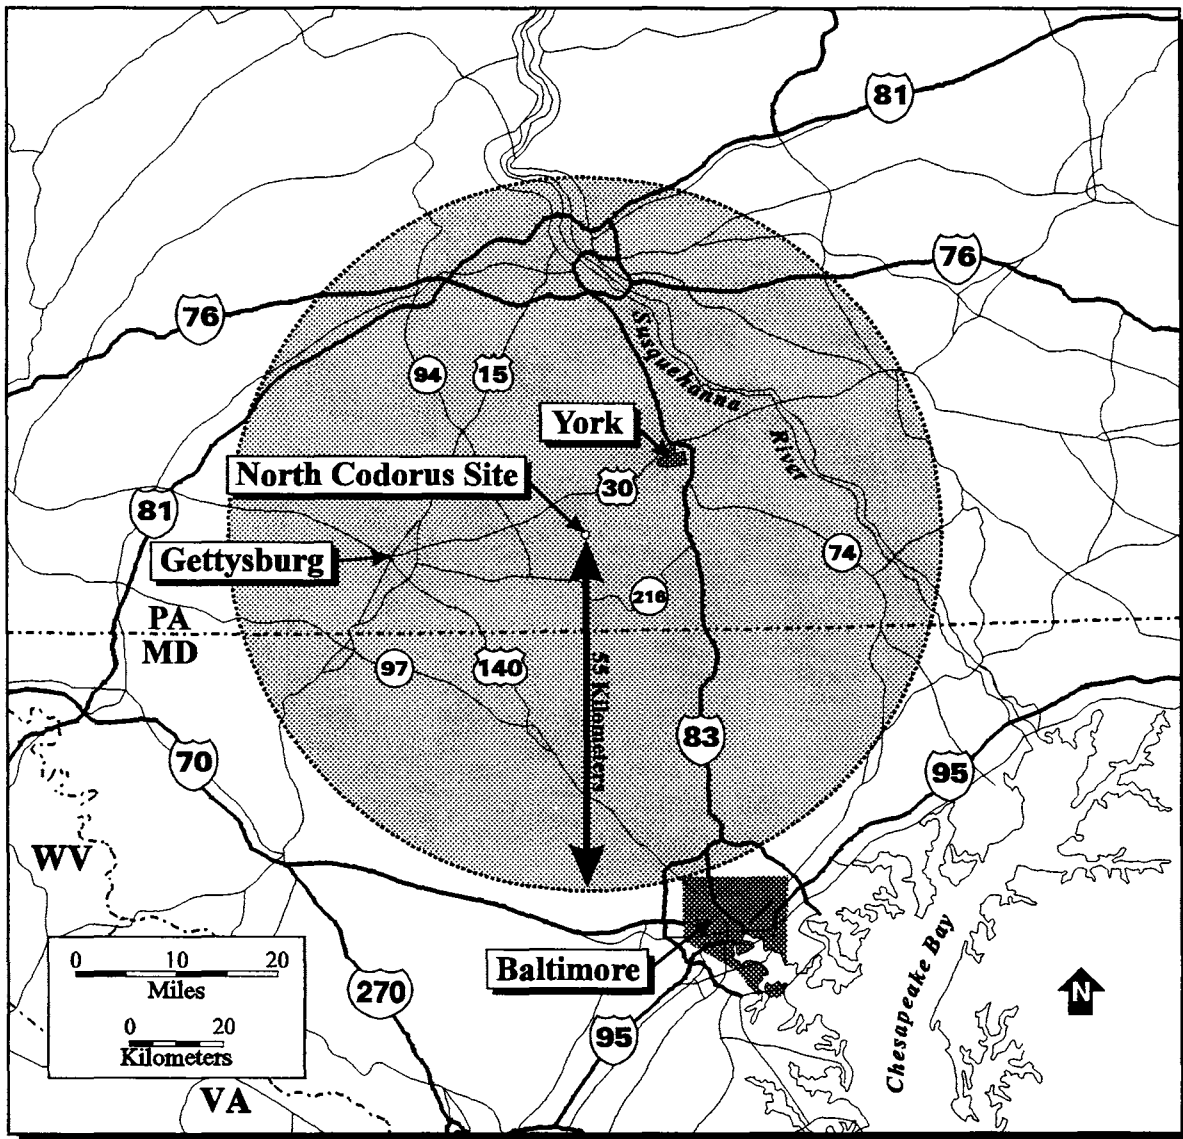 81
76
76
Susquehanna
River
94
15
York
North Codorus Site
30
81
Gettysburg
74
216
PA
MD
97
140
55 Kilometers
83
70
95
WV
Baltimore
Chesapeake Bay
0 10 20
Miles
0 20
Kilometers
270
95
N
VA